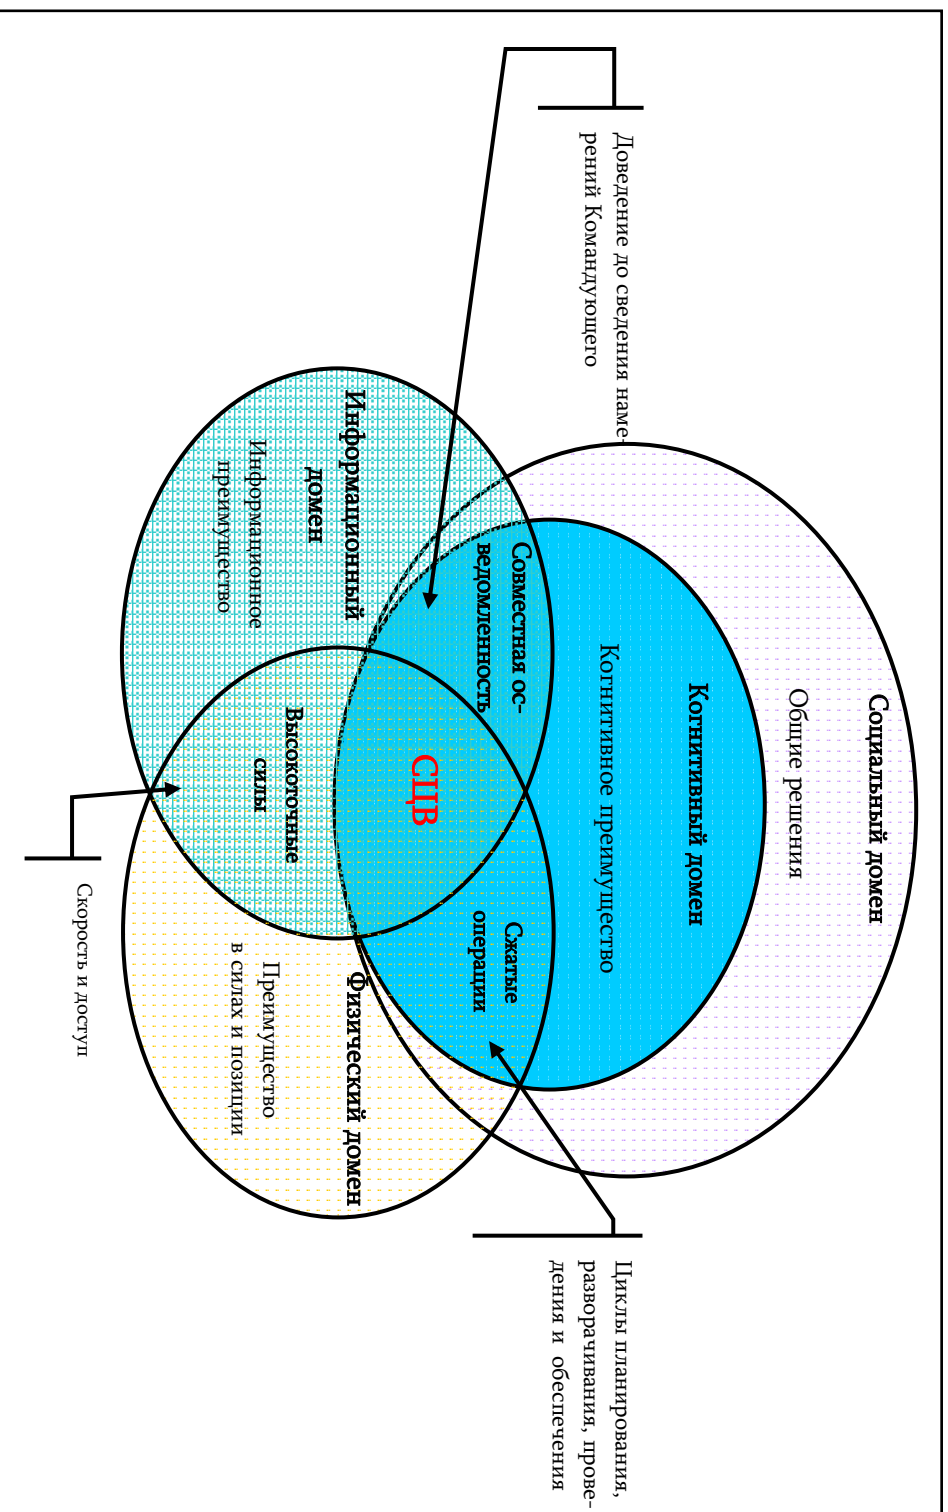 Социальный домен
Общие решения
Когнитивный домен
Когнитивное преимущество
Доведение до сведения наме-
рений Командующего
Циклы планирования,
разворачивания, прове-
дения и обеспечения
Совместная ос-
ведомленность
Сжатые
операции
СЦВ
Информационный
домен
Информационное
преимущество
Высокоточные
силы
Физический домен
Преимущество
в силах и позиции
Скорость и доступ